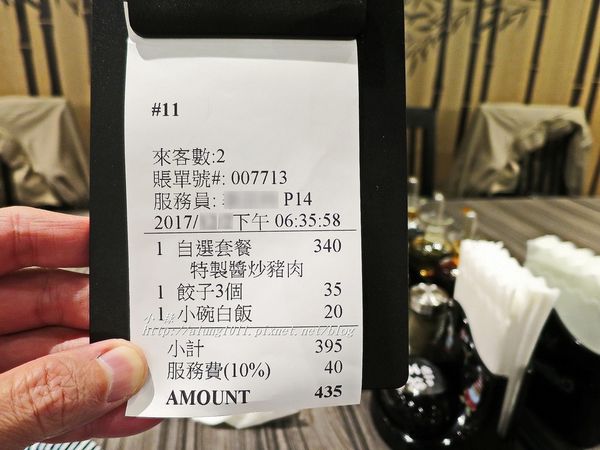 #11
來客數:2
賬單號#: 007713
服務員: P14
2017/ 下午 06:35:58
1 自選套餐 340
特製醬炒豬肉
1 餃子3個 35
1 小碗白飯 20
小計 395
服務費(10%) 40
AMOUNT 435